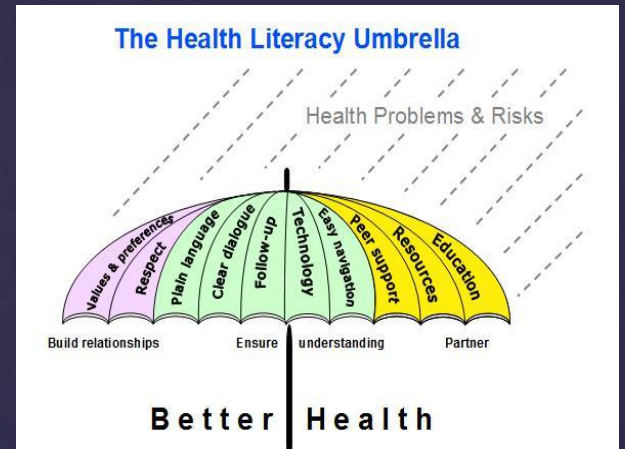 The Health Literacy Umbrella
Health Problems & Risks
Values & preferences
Respect
Plain language
Clear dialogue
Follow-up
Technology
Easy navigation
Peer support
Resources
Education
Build relationships
Ensure understanding
Partner
Better Health